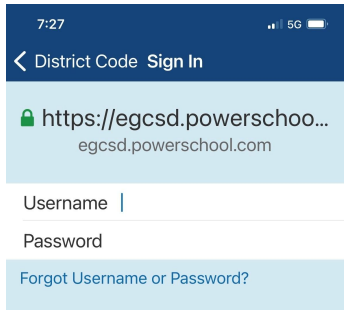 7:27 5G
District Code Sign In
https://egcsd.powerschoo...
egcsd.powerschool.com
Username
Password
Forgot Username or Password?